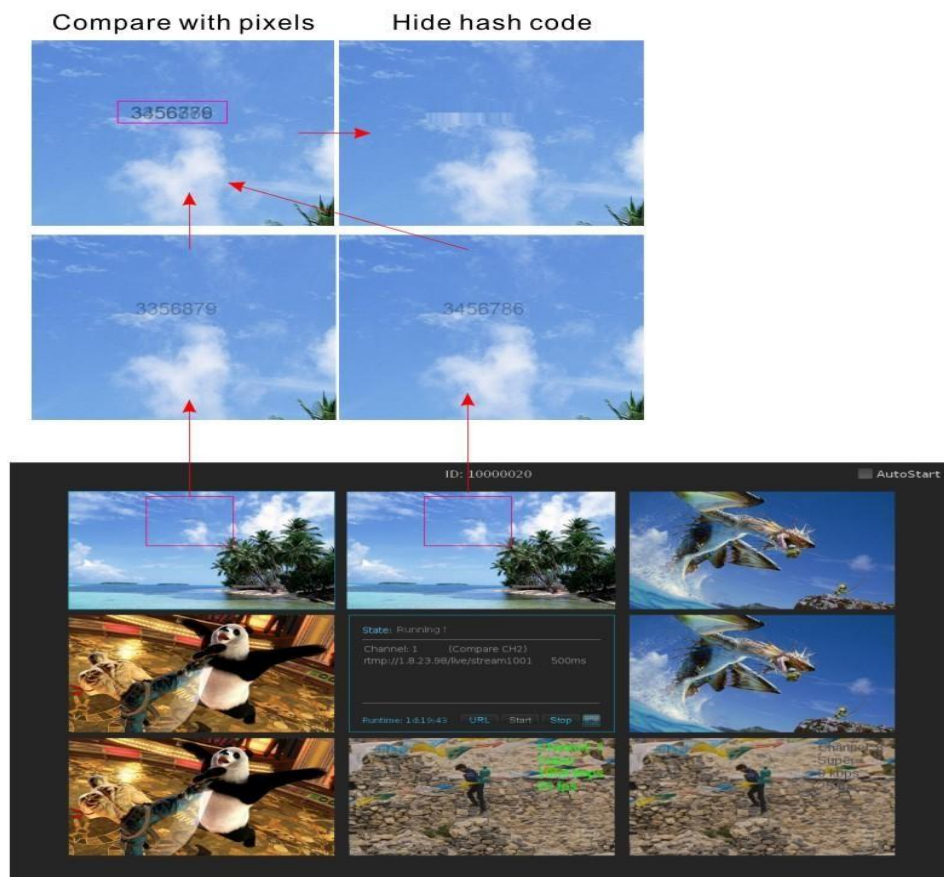 Compare with pixels
Hide hash code
3356879
3456786
ID: 10000020
AutoStart
State: Running !
Channel: 1 (Compare CH2)
rtmp://1.8.23.98/live/stream1001 500ms
Runtime: 1d:19:43 URL Start Stop
Super